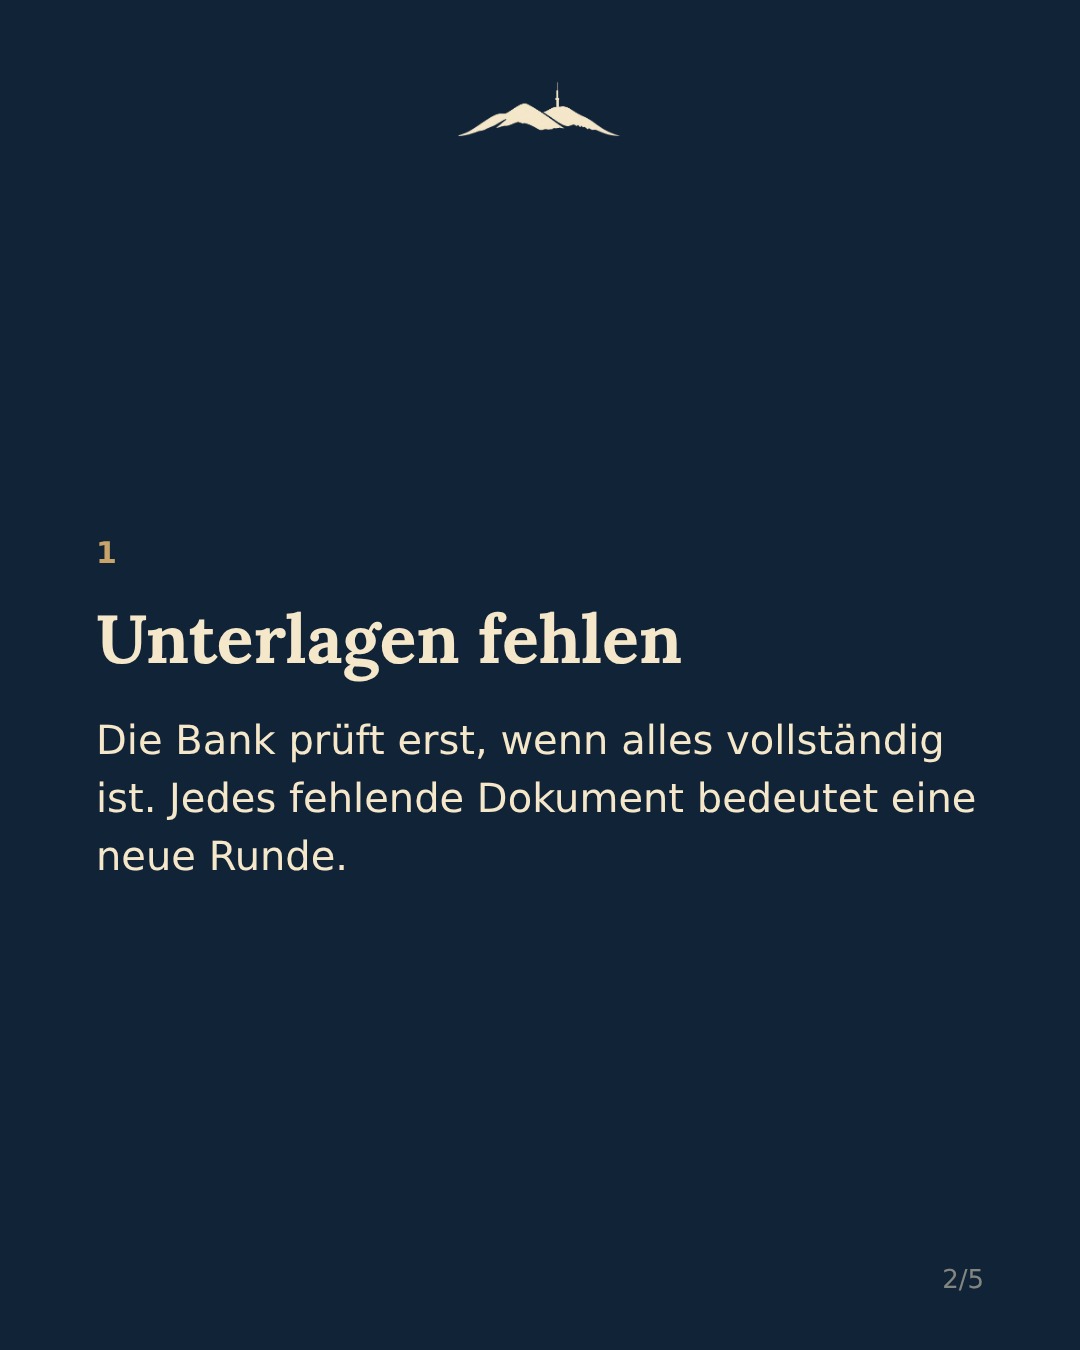 1
Unterlagen fehlen
Die Bank prüft erst, wenn alles vollständig
ist. Jedes fehlende Dokument bedeutet eine
neue Runde.
2/5